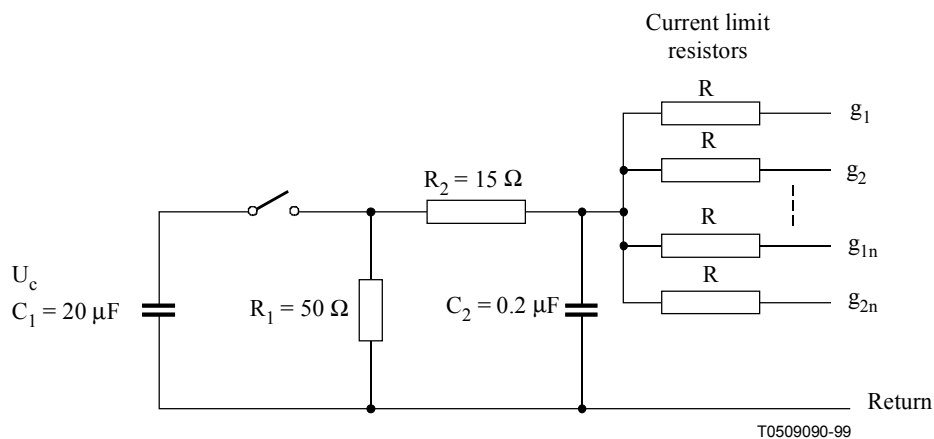 Current limit
resistors
R
g1
R
g2
R2 = 15 Ω
R
g1n
Uc
C1 = 20 µF
R1 = 50 Ω
C2 = 0.2 µF
R
g2n
Return
T0509090-99